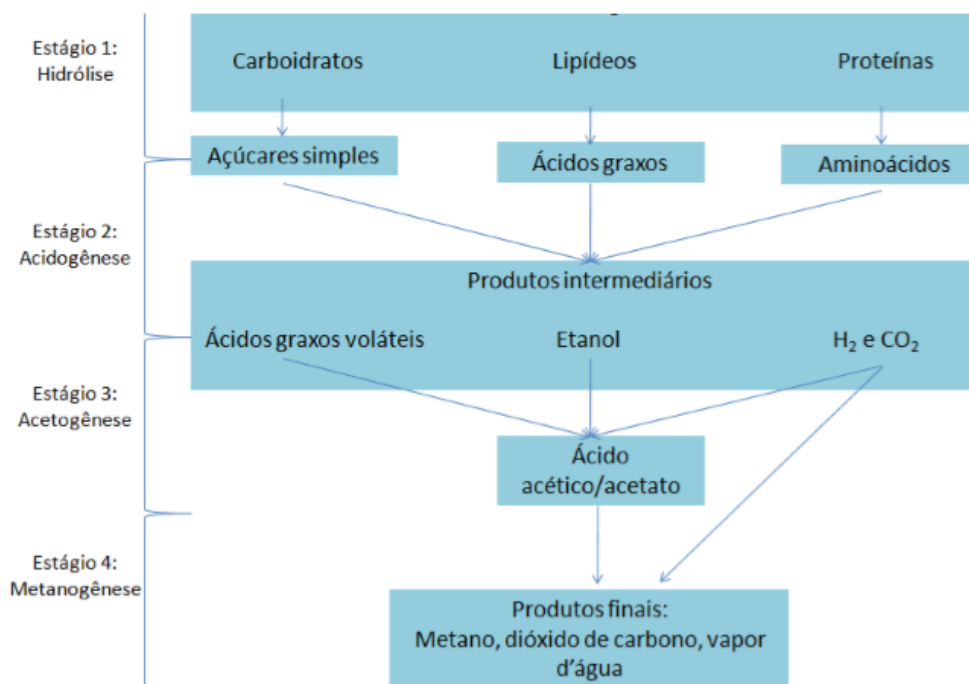 Estágio 1:
Hidrólise
Carboidratos
Lipídeos
Proteínas
Açúcares simples
Ácidos graxos
Aminoácidos
Estágio 2:
Acidogênese
Produtos intermediários
Ácidos graxos voláteis
Etanol
H₂ e CO₂
Estágio 3:
Acetogênese
Ácido
acético/acetato
Estágio 4:
Metanogênese
Produtos finais:
Metano, dióxido de carbono, vapor
d'água